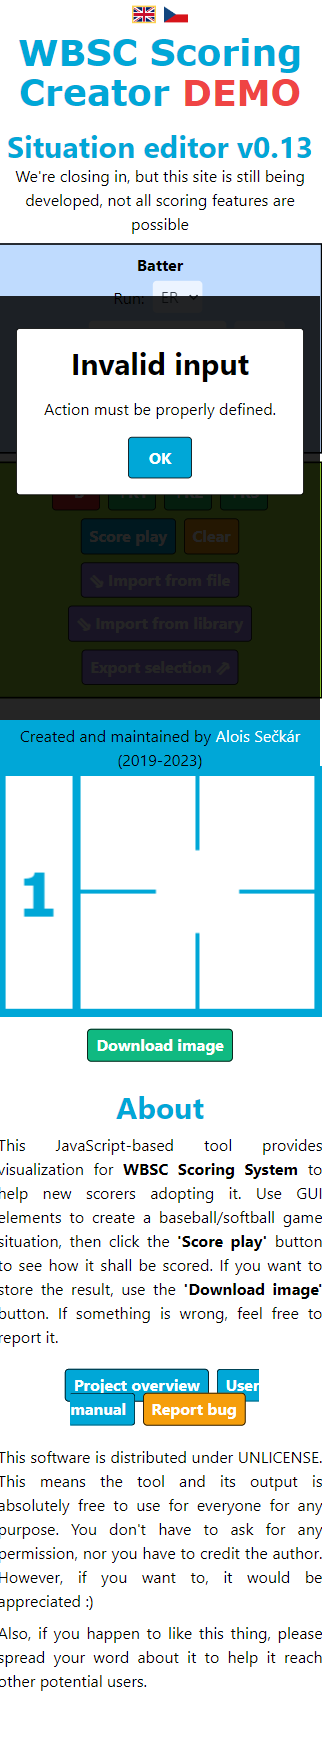 WBSC Scoring
Creator DEMO
Situation editor v0.13
We're closing in, but this site is still being
developed, not all scoring features are
possible
Batter
Run: ER
Invalid input
Action must be properly defined.
OK
Score play Clear
Import from file
Import from library
Export selection
Created and maintained by Alois Sečkár
(2019-2023)
1
Download image
About
This JavaScript-based tool provides
visualization for WBSC Scoring System to
help new scorers adopting it. Use GUI
elements to create a baseball/softball game
situation, then click the 'Score play' button
to see how it shall be scored. If you want to
store the result, use the 'Download image'
button. If something is wrong, feel free to
report it.
Project overview User
manual Report bug
This software is distributed under UNLICENSE.
This means the tool and its output is
absolutely free to use for everyone for any
purpose. You don't have to ask for any
permission, nor you have to credit the author.
However, if you want to, it would be
appreciated :)
Also, if you happen to like this thing, please
spread your word about it to help it reach
other potential users.